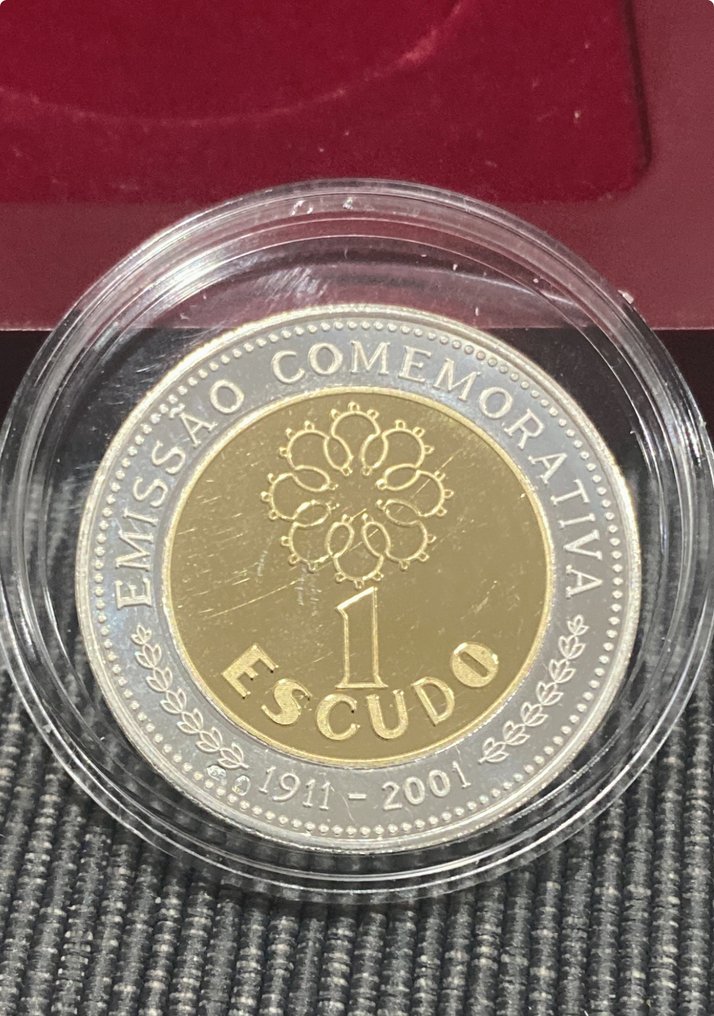 EMISSÃO COMEMORATIVA
1
ESCUDO
1911 - 2001